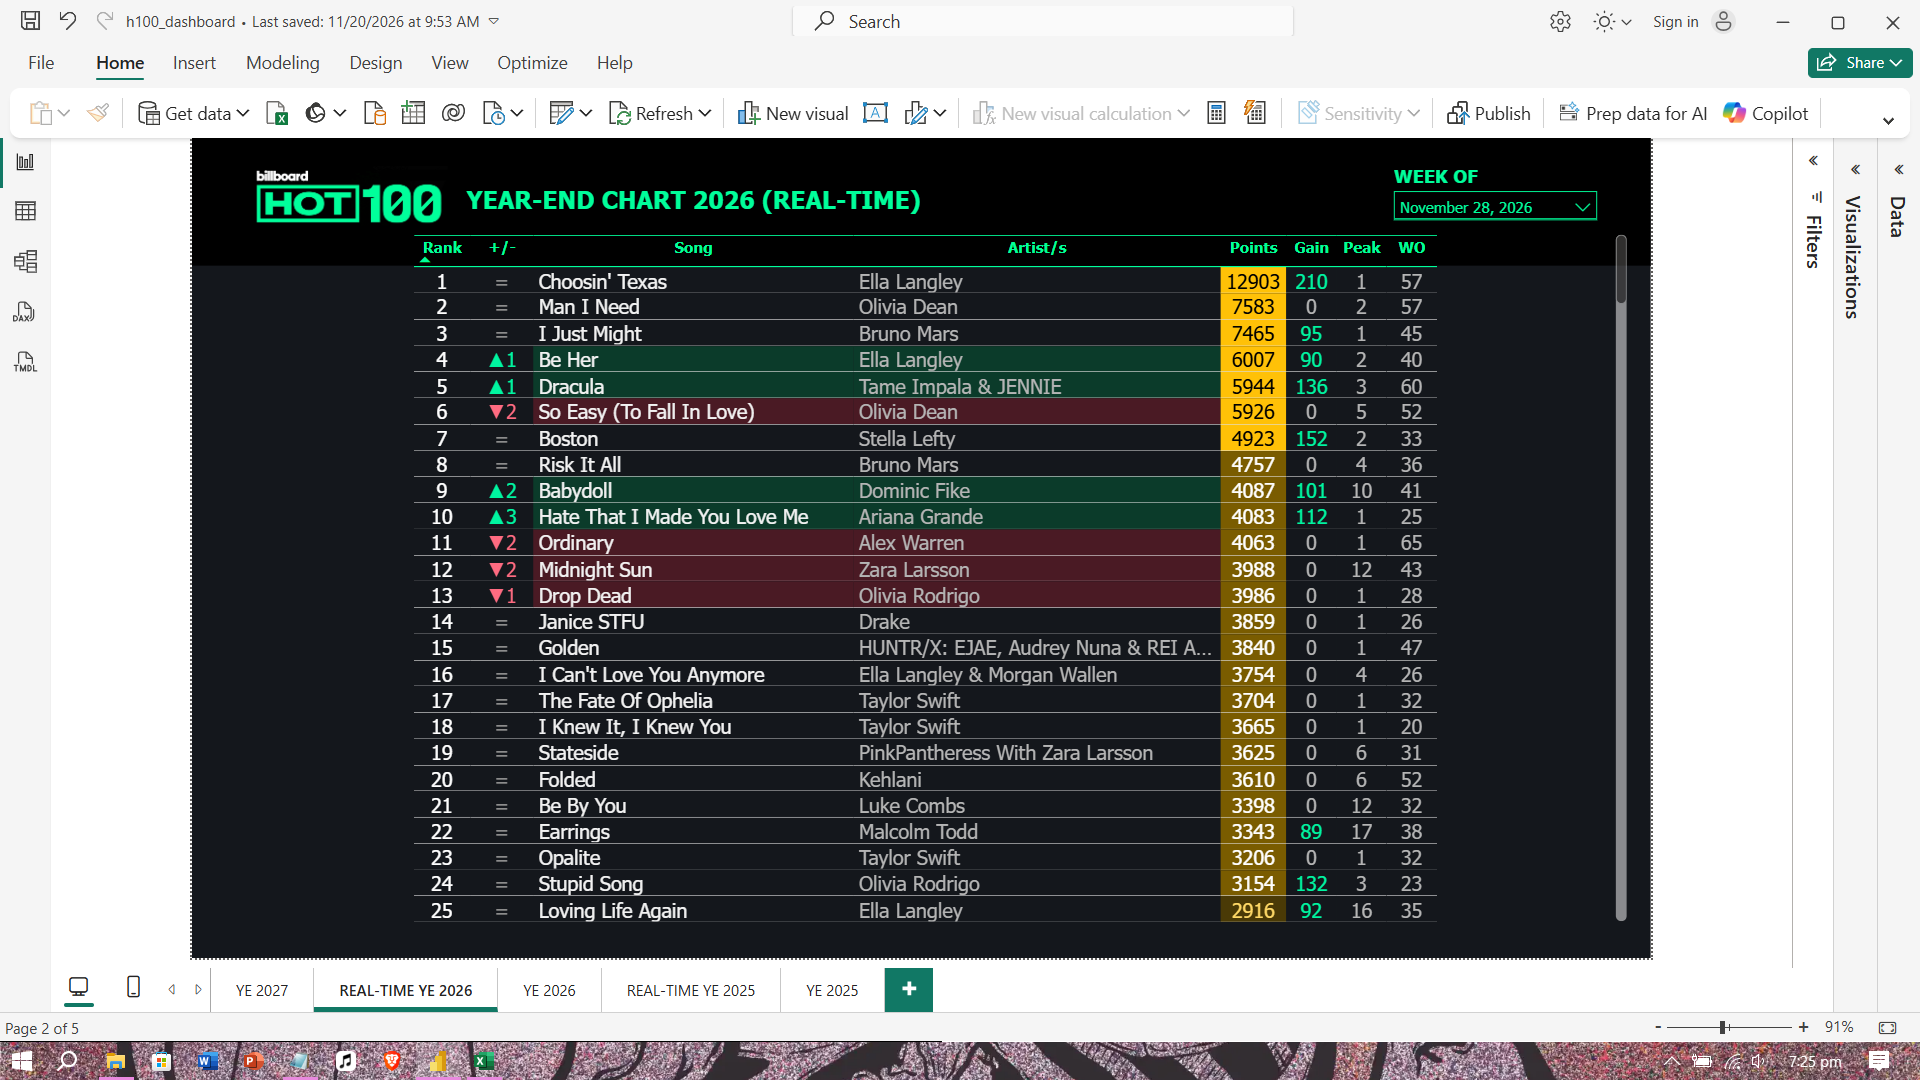 h100_dashboard • Last saved: 11/20/2026 at 9:53 AM
Search
Sign in
File Home Insert Modeling Design View Optimize Help
Share
Get data Refresh New visual New visual calculation Sensitivity Publish Prep data for AI Copilot
billboard
HOT 100
YEAR-END CHART 2026 (REAL-TIME)
WEEK OF
November 28, 2026
Filters
Visualizations
Data
DAX
TMDL
Rank +/- Song Artist/s Points Gain Peak WO
1 = Choosin' Texas Ella Langley 12903 210 1 57
2 = Man I Need Olivia Dean 7583 0 2 57
3 = I Just Might Bruno Mars 7465 95 1 45
4 ▲1 Be Her Ella Langley 6007 90 2 40
5 ▲1 Dracula Tame Impala & JENNIE 5944 136 3 60
6 ▼2 So Easy (To Fall In Love) Olivia Dean 5926 0 5 52
7 = Boston Stella Lefty 4923 152 2 33
8 = Risk It All Bruno Mars 4757 0 4 36
9 ▲2 Babydoll Dominic Fike 4087 101 10 41
10 ▲3 Hate That I Made You Love Me Ariana Grande 4083 112 1 25
11 ▼2 Ordinary Alex Warren 4063 0 1 65
12 ▼2 Midnight Sun Zara Larsson 3988 0 12 43
13 ▼1 Drop Dead Olivia Rodrigo 3986 0 1 28
14 = Janice STFU Drake 3859 0 1 26
15 = Golden HUNTR/X: EJAE, Audrey Nuna & REI A... 3840 0 1 47
16 = I Can't Love You Anymore Ella Langley & Morgan Wallen 3754 0 4 26
17 = The Fate Of Ophelia Taylor Swift 3704 0 1 32
18 = I Knew It, I Knew You Taylor Swift 3665 0 1 20
19 = Stateside PinkPantheress With Zara Larsson 3625 0 6 31
20 = Folded Kehlani 3610 0 6 52
21 = Be By You Luke Combs 3398 0 12 32
22 = Earrings Malcolm Todd 3343 89 17 38
23 = Opalite Taylor Swift 3206 0 1 32
24 = Stupid Song Olivia Rodrigo 3154 132 3 23
25 = Loving Life Again Ella Langley 2916 92 16 35
YE 2027 REAL-TIME YE 2026 YE 2026 REAL-TIME YE 2025 YE 2025 +
Page 2 of 5
- + 91%
7:25 pm